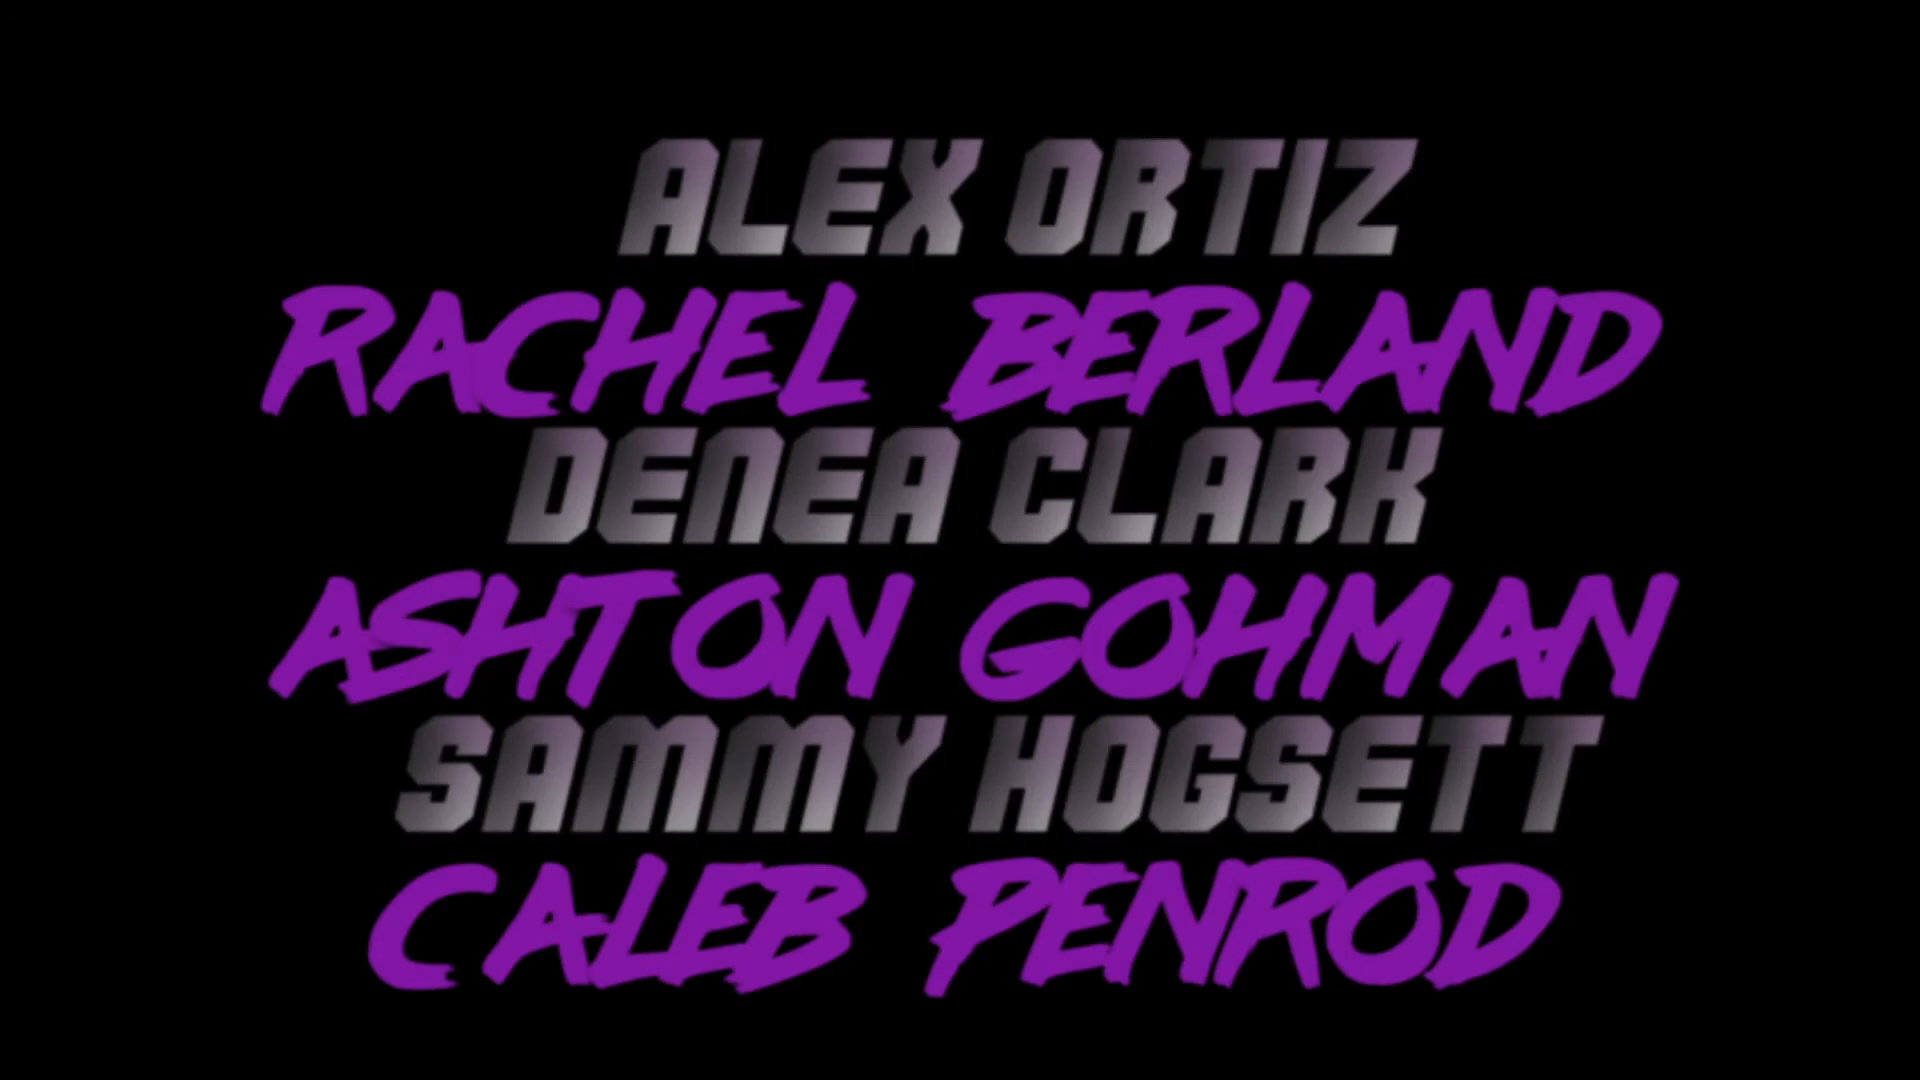 ALEX ORTIZ
RACHEL BERLAND
DENEA CLARK
ASHTON GOHMAN
SAMMY HOGSETT
CALEB PENROD